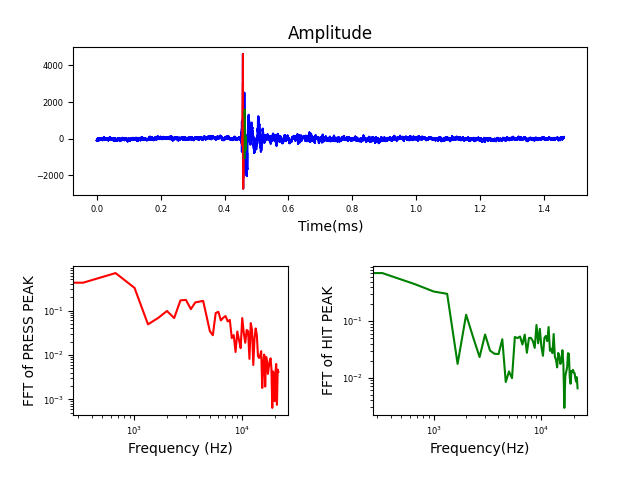 Amplitude
4000
2000
0
−2000
0.0 0.2 0.4 0.6 0.8 1.0 1.2 1.4
Time(ms)
FFT of PRESS PEAK
10⁻¹
10⁻²
10⁻³
10³ 10⁴
Frequency (Hz)
FFT of HIT PEAK
10⁻¹
10⁻²
10³ 10⁴
Frequency(Hz)